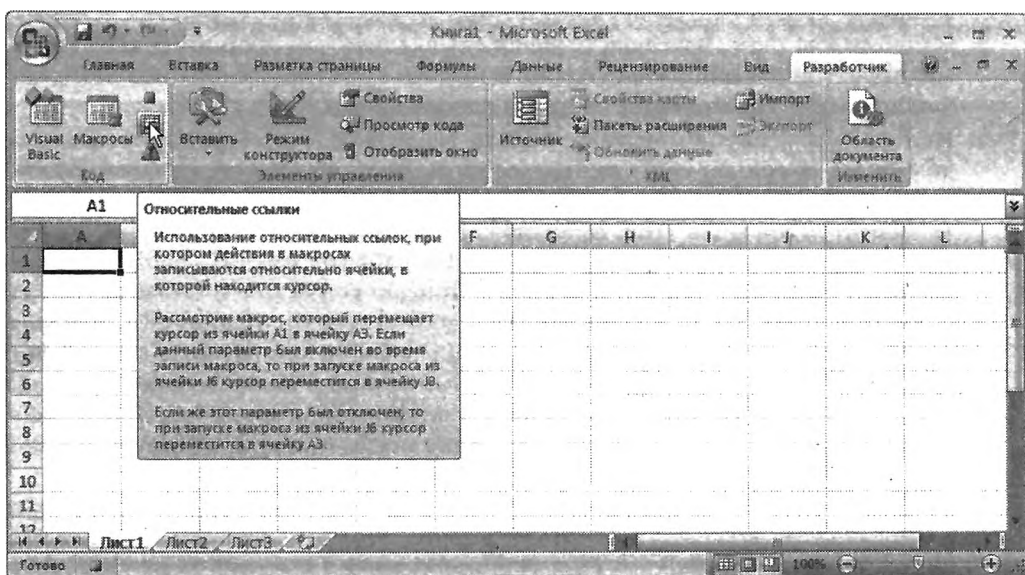 Книга1 - Microsoft Excel
Главная Вставка Разметка страницы Формулы Данные Рецензирование Вид Разработчик
Visual Basic
Макросы
Код
Вставить
Режим конструктора
Свойства
Просмотр кода
Отобразить окно
Элементы управления
Источник
Свойства карты
Пакеты расширения
Обновить данные
Импорт
Экспорт
XML
Область документа
Изменить
A1
Относительные ссылки
Использование относительных ссылок, при
котором действия в макросах
записываются относительно ячейки, в
которой находится курсор.
Рассмотрим макрос, который перемещает
курсор из ячейки A1 в ячейку A3. Если
данный параметр был включен во время
записи макроса, то при запуске макроса из
ячейки J6 курсор переместится в ячейку J8.
Если же этот параметр был отключен, то
при запуске макроса из ячейки J6 курсор
переместится в ячейку A3.
A F G H I J K L
1
2
3
4
5
6
7
8
9
10
11
12
Лист1 Лист2 Лист3
Готово 100%